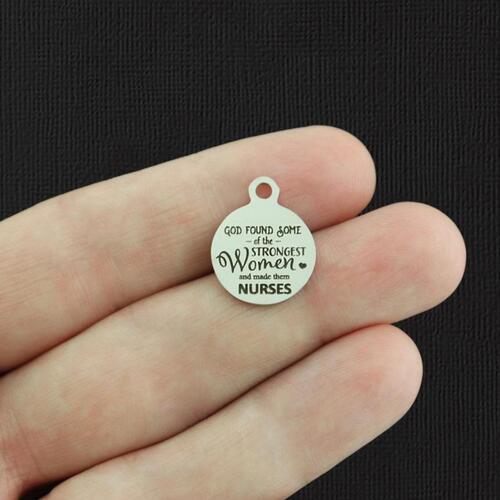 GOD FOUND SOME
- of the -
STRONGEST
Women
and made them
NURSES